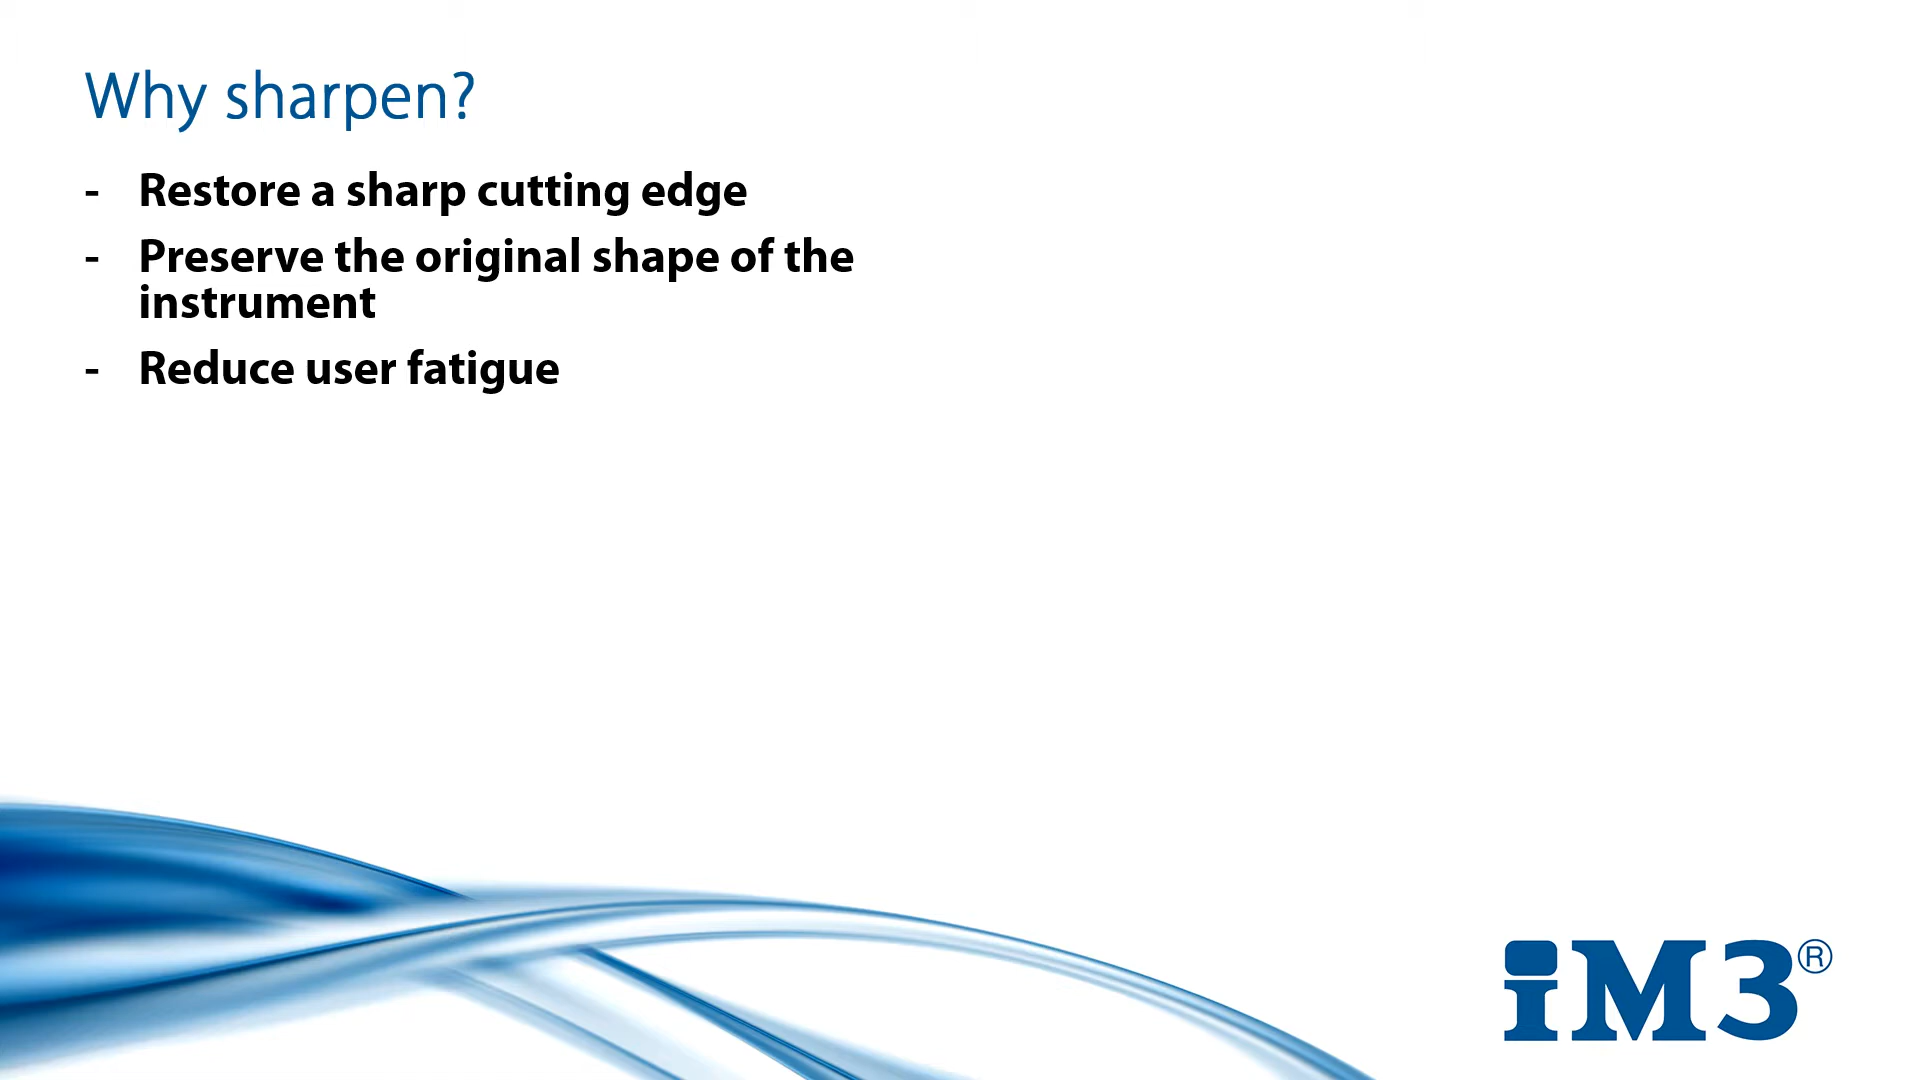 Why sharpen?
- Restore a sharp cutting edge
- Preserve the original shape of the
instrument
- Reduce user fatigue
iM3®